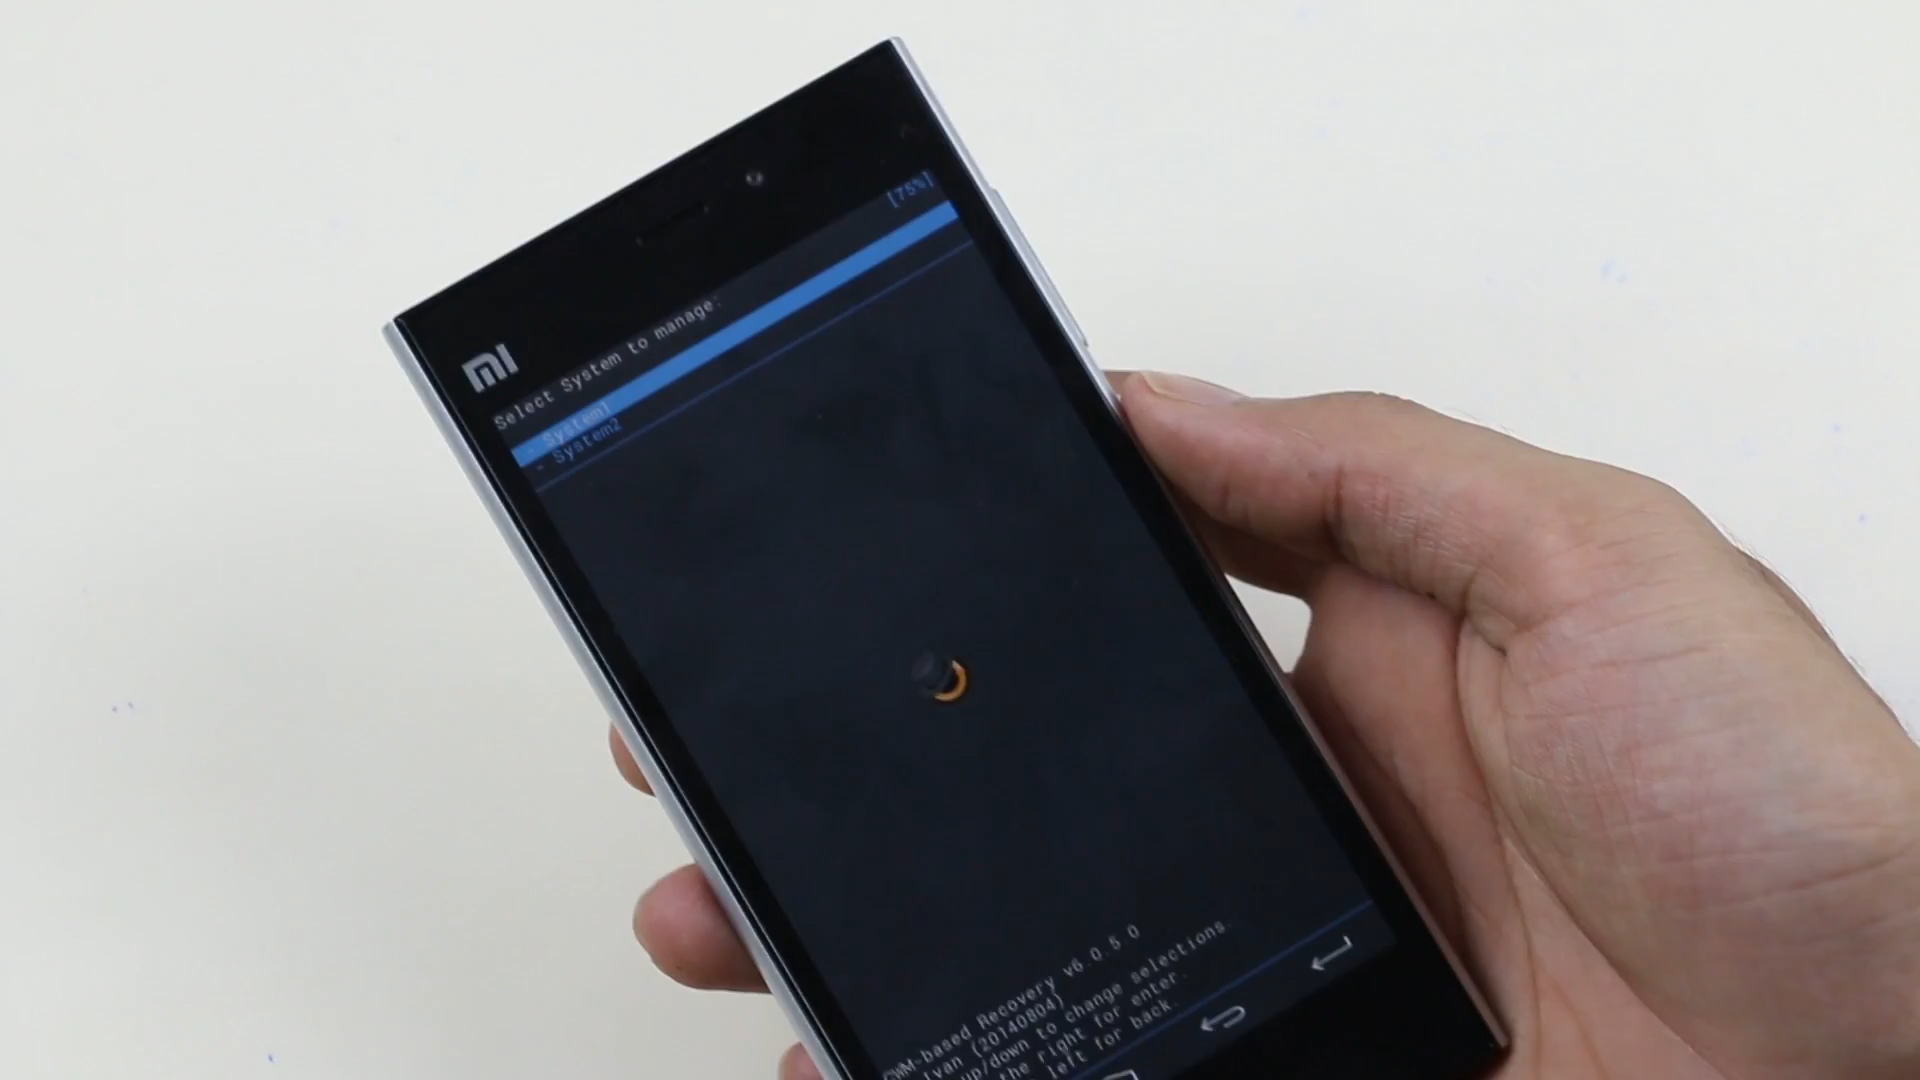 [75%]
mi
Select System to manage:
- System1
- System2
CWM-based Recovery v6.0.5.0
ivan (20140804)
up/down to change selections.
the right for enter.
left for back.